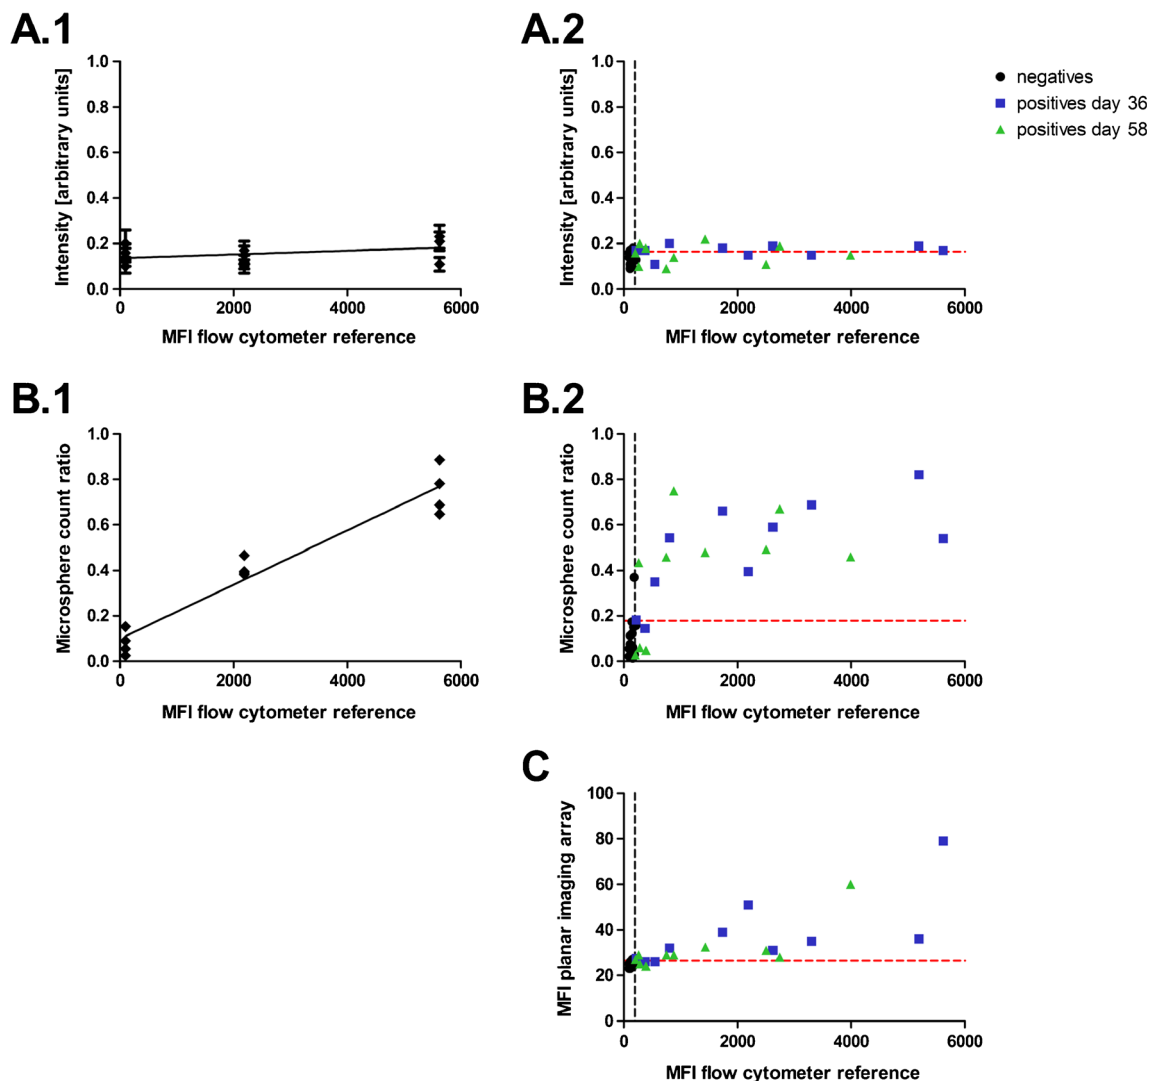 A.1
Intensity [arbitrary units]
1.0
0.8
0.6
0.4
0.2
0.0
0 2000 4000 6000
MFI flow cytometer reference
A.2
Intensity [arbitrary units]
1.0
0.8
0.6
0.4
0.2
0.0
0 2000 4000 6000
MFI flow cytometer reference
negatives
positives day 36
positives day 58
B.1
Microsphere count ratio
1.0
0.8
0.6
0.4
0.2
0.0
0 2000 4000 6000
MFI flow cytometer reference
B.2
Microsphere count ratio
1.0
0.8
0.6
0.4
0.2
0.0
0 2000 4000 6000
MFI flow cytometer reference
C
MFI planar imaging array
100
80
60
40
20
0
0 2000 4000 6000
MFI flow cytometer reference